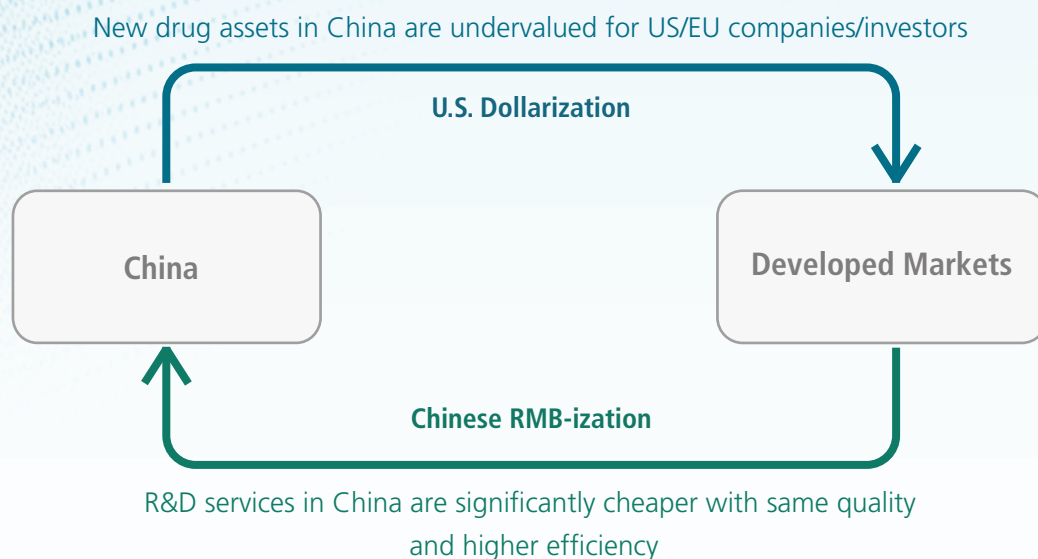 New drug assets in China are undervalued for US/EU companies/investors
U.S. Dollarization
China
Developed Markets
Chinese RMB-ization
R&D services in China are significantly cheaper with same quality
and higher efficiency